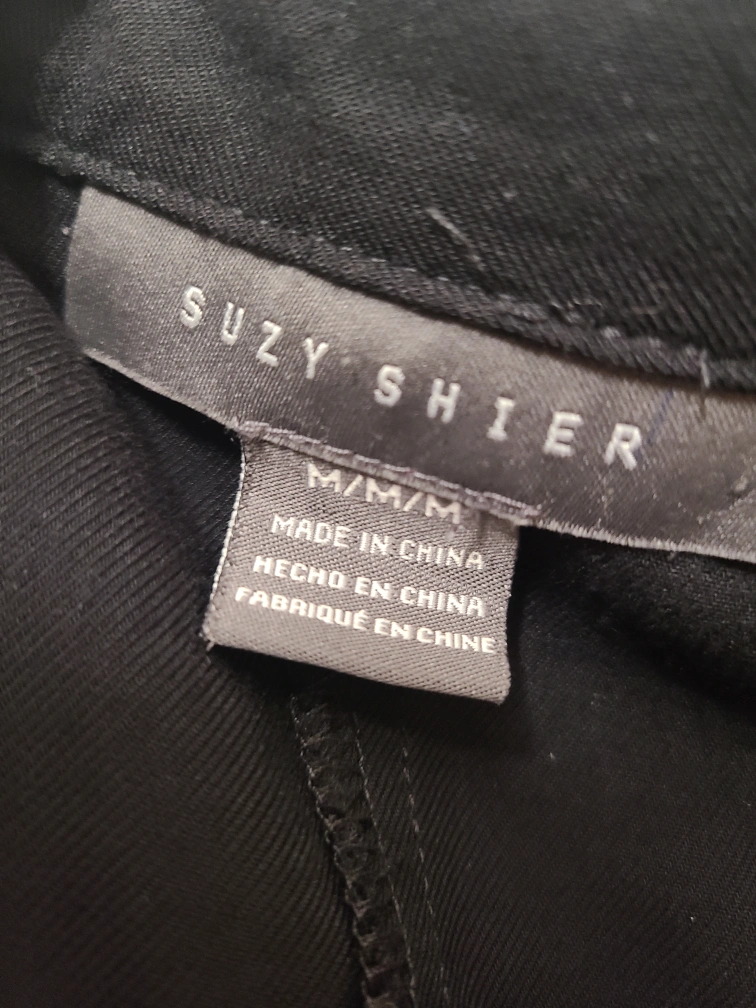 SUZY SHIER
M/M/M
MADE IN CHINA
HECHO EN CHINA
FABRIQUÉ EN CHINE